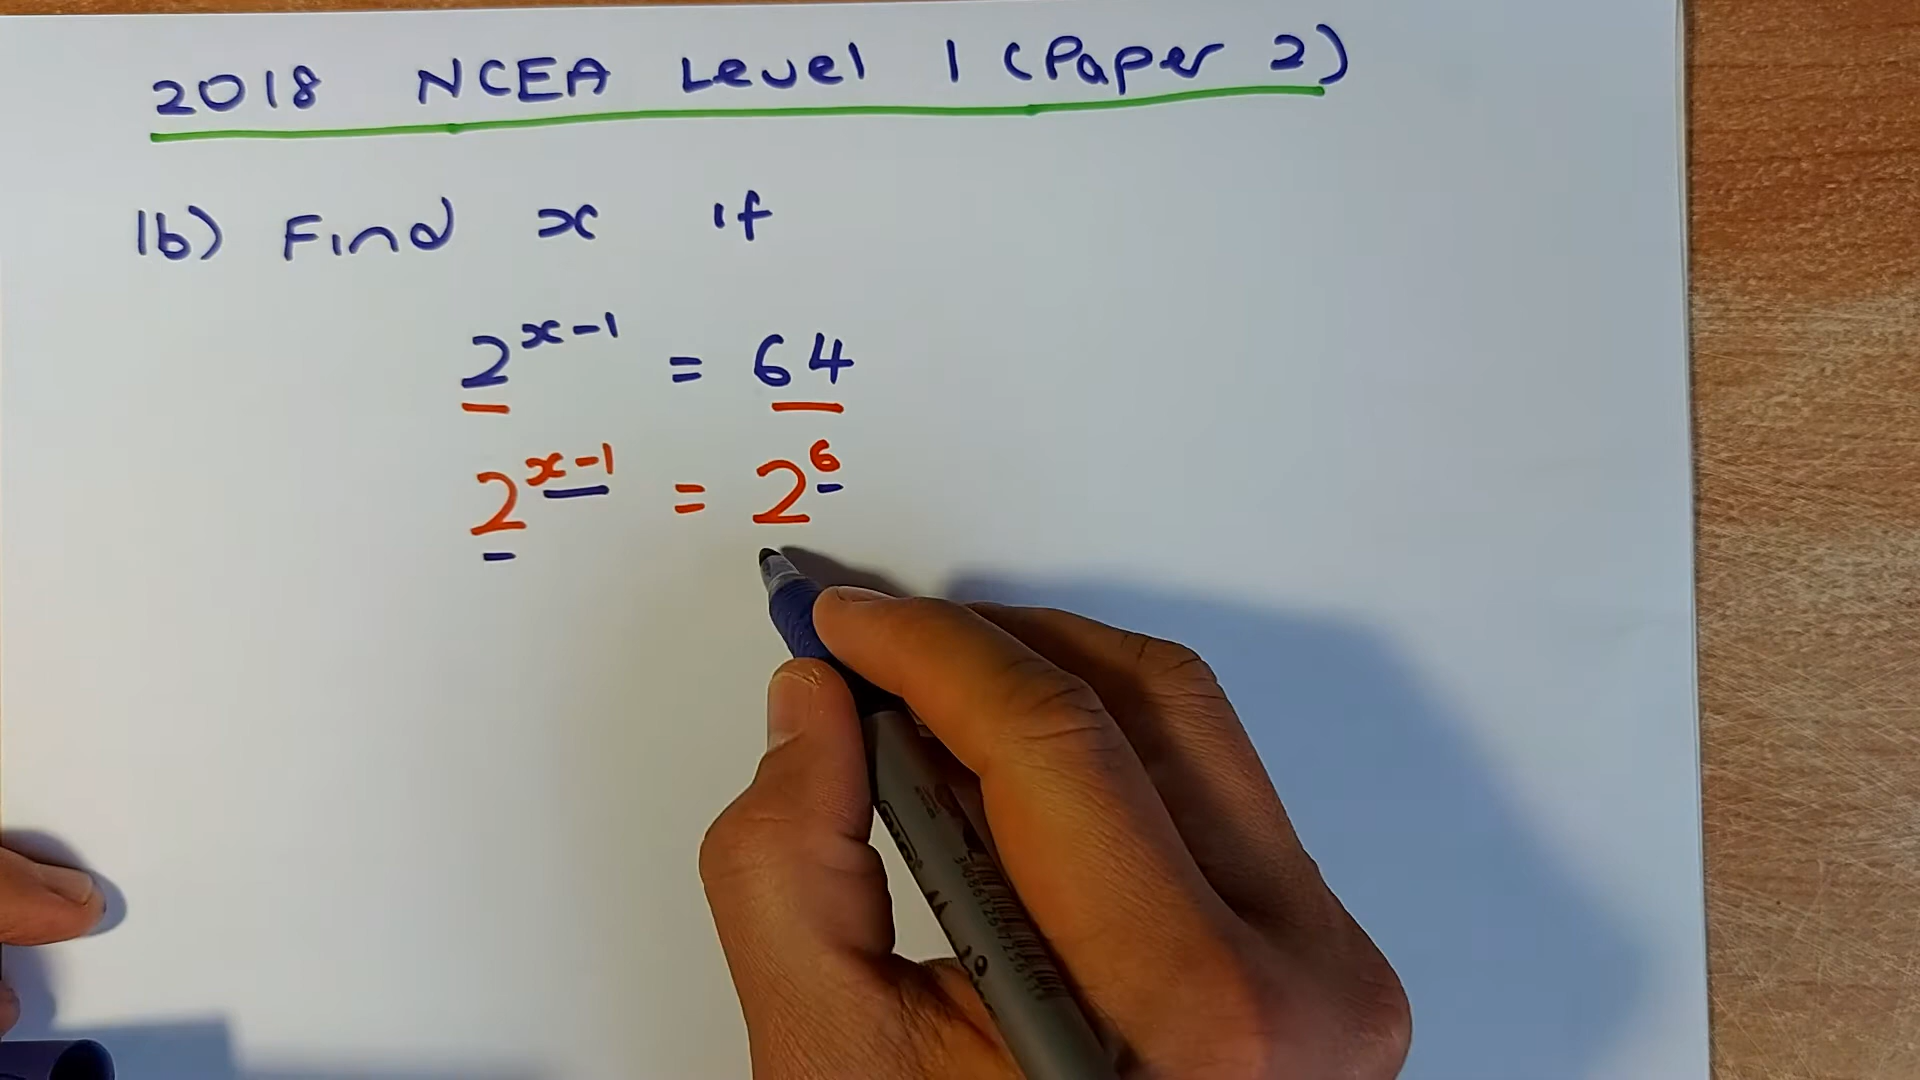 2018 NCEA Level 1 (Paper 2)
1b) Find x if
2^{x-1} = 64
2^{x-1} = 2^6